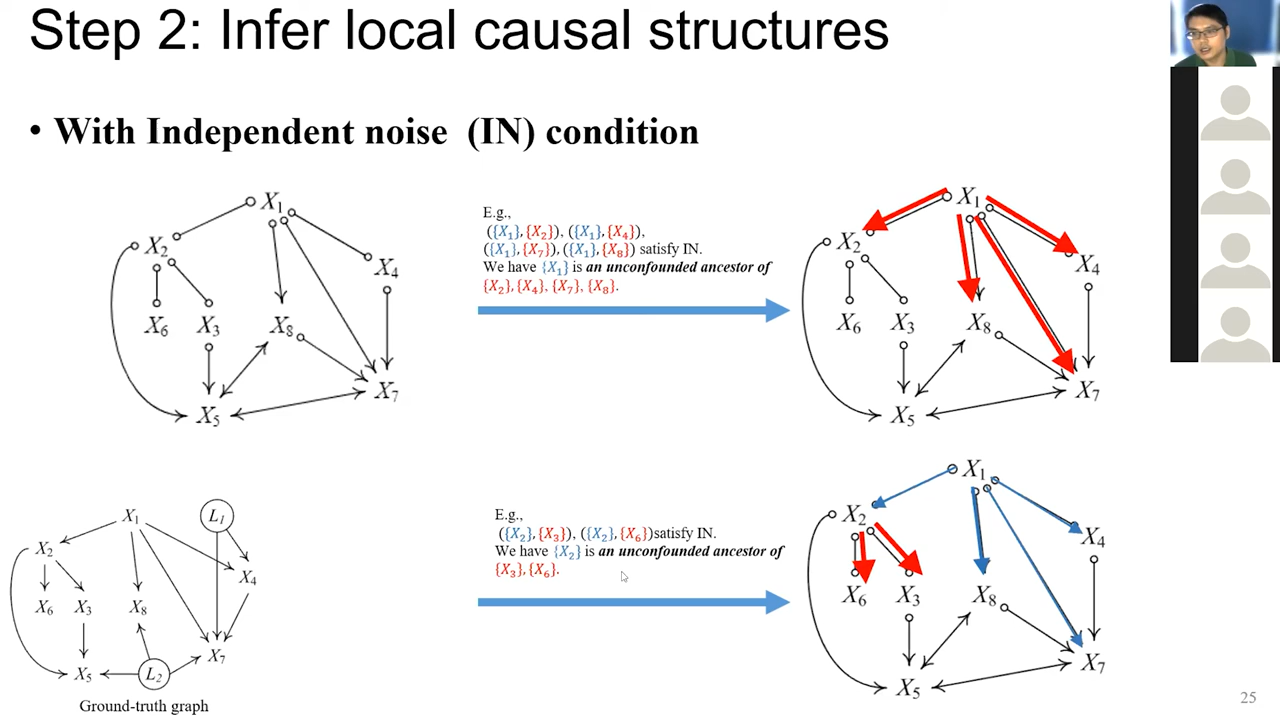 Step 2: Infer local causal structures
• With Independent noise (IN) condition
E.g.,
({X₁},{X₂}), ({X₁},{X₄}),
({X₁},{X₇}),({X₁},{X₈}) satisfy IN.
We have {X₁} is an unconfounded ancestor of
{X₂}, {X₄}, {X₇}, {X₈}.
X₁
X₂
X₄
X₆
X₃
X₈
X₇
X₅
X₁
X₂
X₄
X₆
X₃
X₈
X₇
X₅
E.g.,
({X₂},{X₃}), ({X₂},{X₆})satisfy IN.
We have {X₂} is an unconfounded ancestor of
{X₃},{X₆}.
X₁
L₁
X₂
X₄
X₆
X₃
X₈
X₇
X₅
L₂
Ground-truth graph
X₁
X₂
X₄
X₆
X₃
X₈
X₇
X₅
25